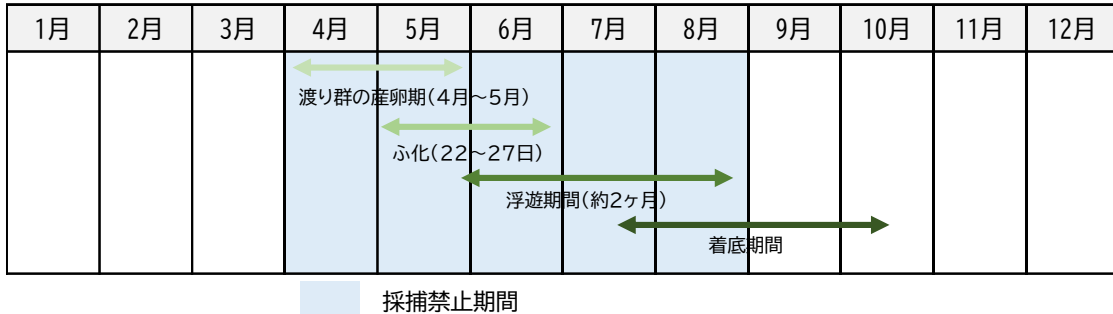 1月 2月 3月 4月 5月 6月 7月 8月 9月 10月 11月 12月
渡り群の産卵期(4月～5月)
ふ化(22～27日)
浮遊期間(約2ヶ月)
着底期間
採捕禁止期間